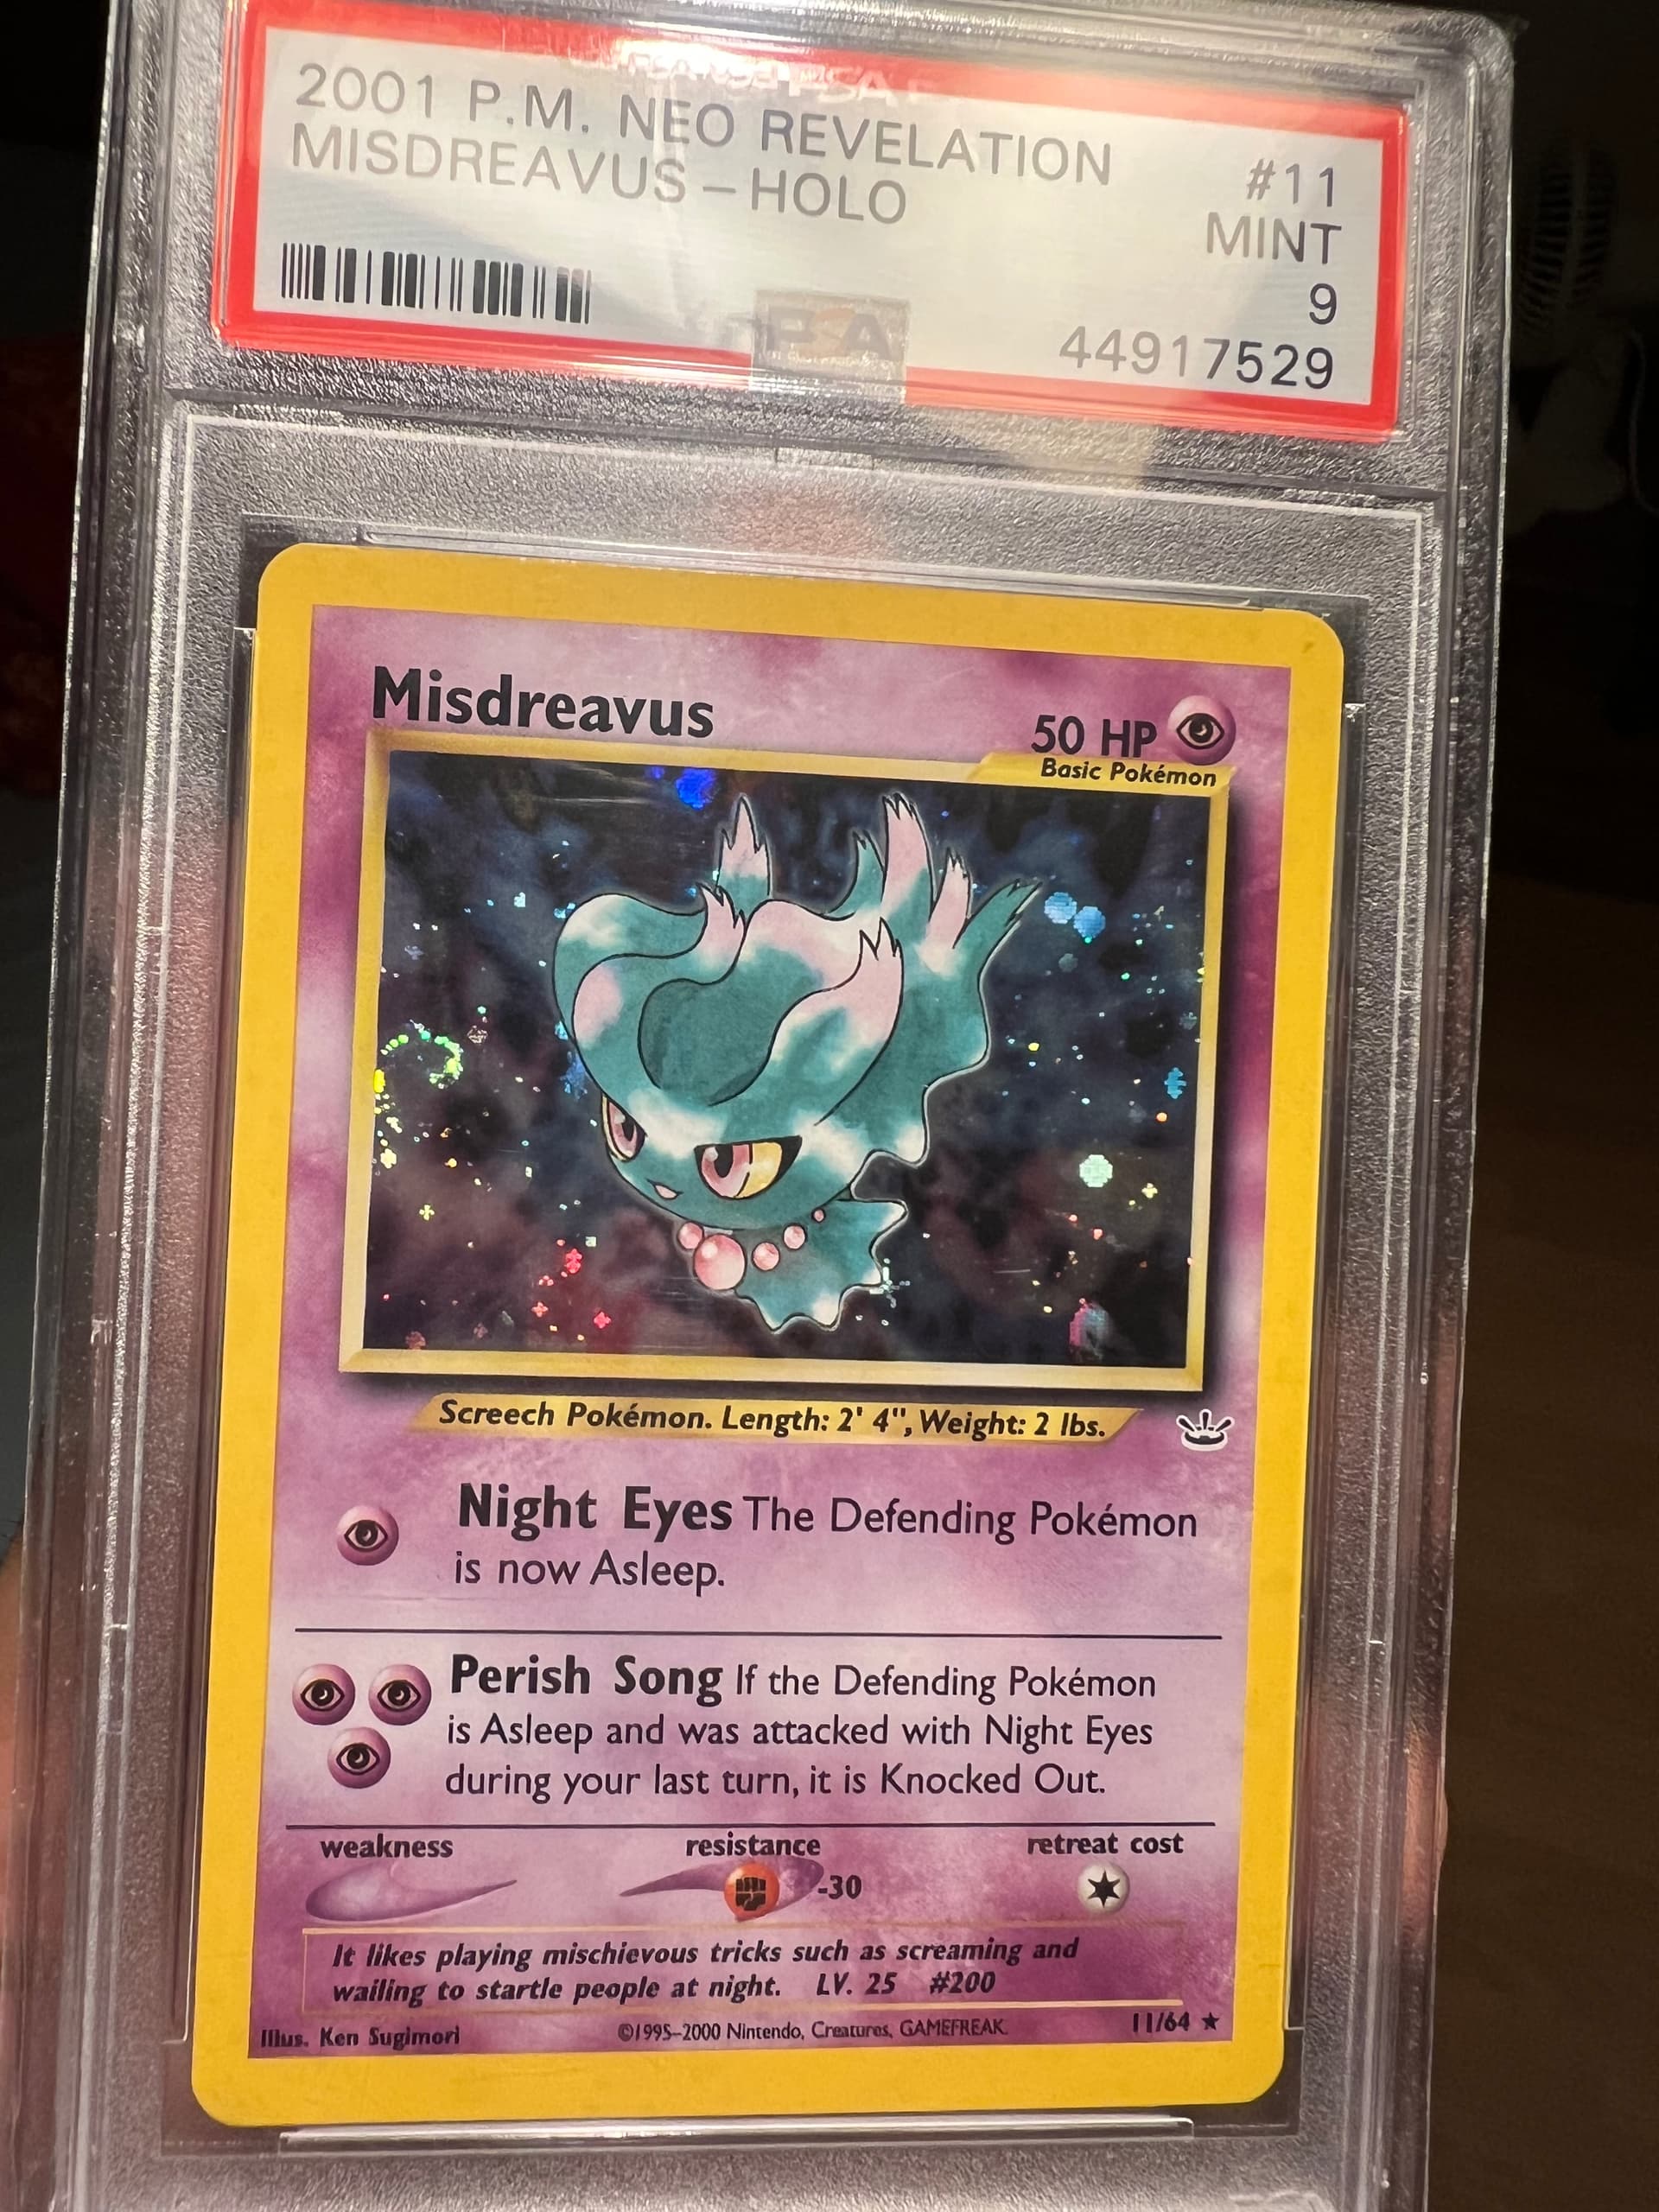 2001 P.M. NEO REVELATION #11
MISDREAVUS – HOLO MINT
9
PSA 44917529
Misdreavus 50 HP
Basic Pokémon
Screech Pokémon. Length: 2' 4", Weight: 2 lbs.
Night Eyes The Defending Pokémon
is now Asleep.
Perish Song If the Defending Pokémon
is Asleep and was attacked with Night Eyes
during your last turn, it is Knocked Out.
weakness resistance retreat cost
-30
It likes playing mischievous tricks such as screaming and
wailing to startle people at night. LV. 25 #200
Illus. Ken Sugimori ©1995–2000 Nintendo, Creatures, GAMEFREAK. 11/64 ★